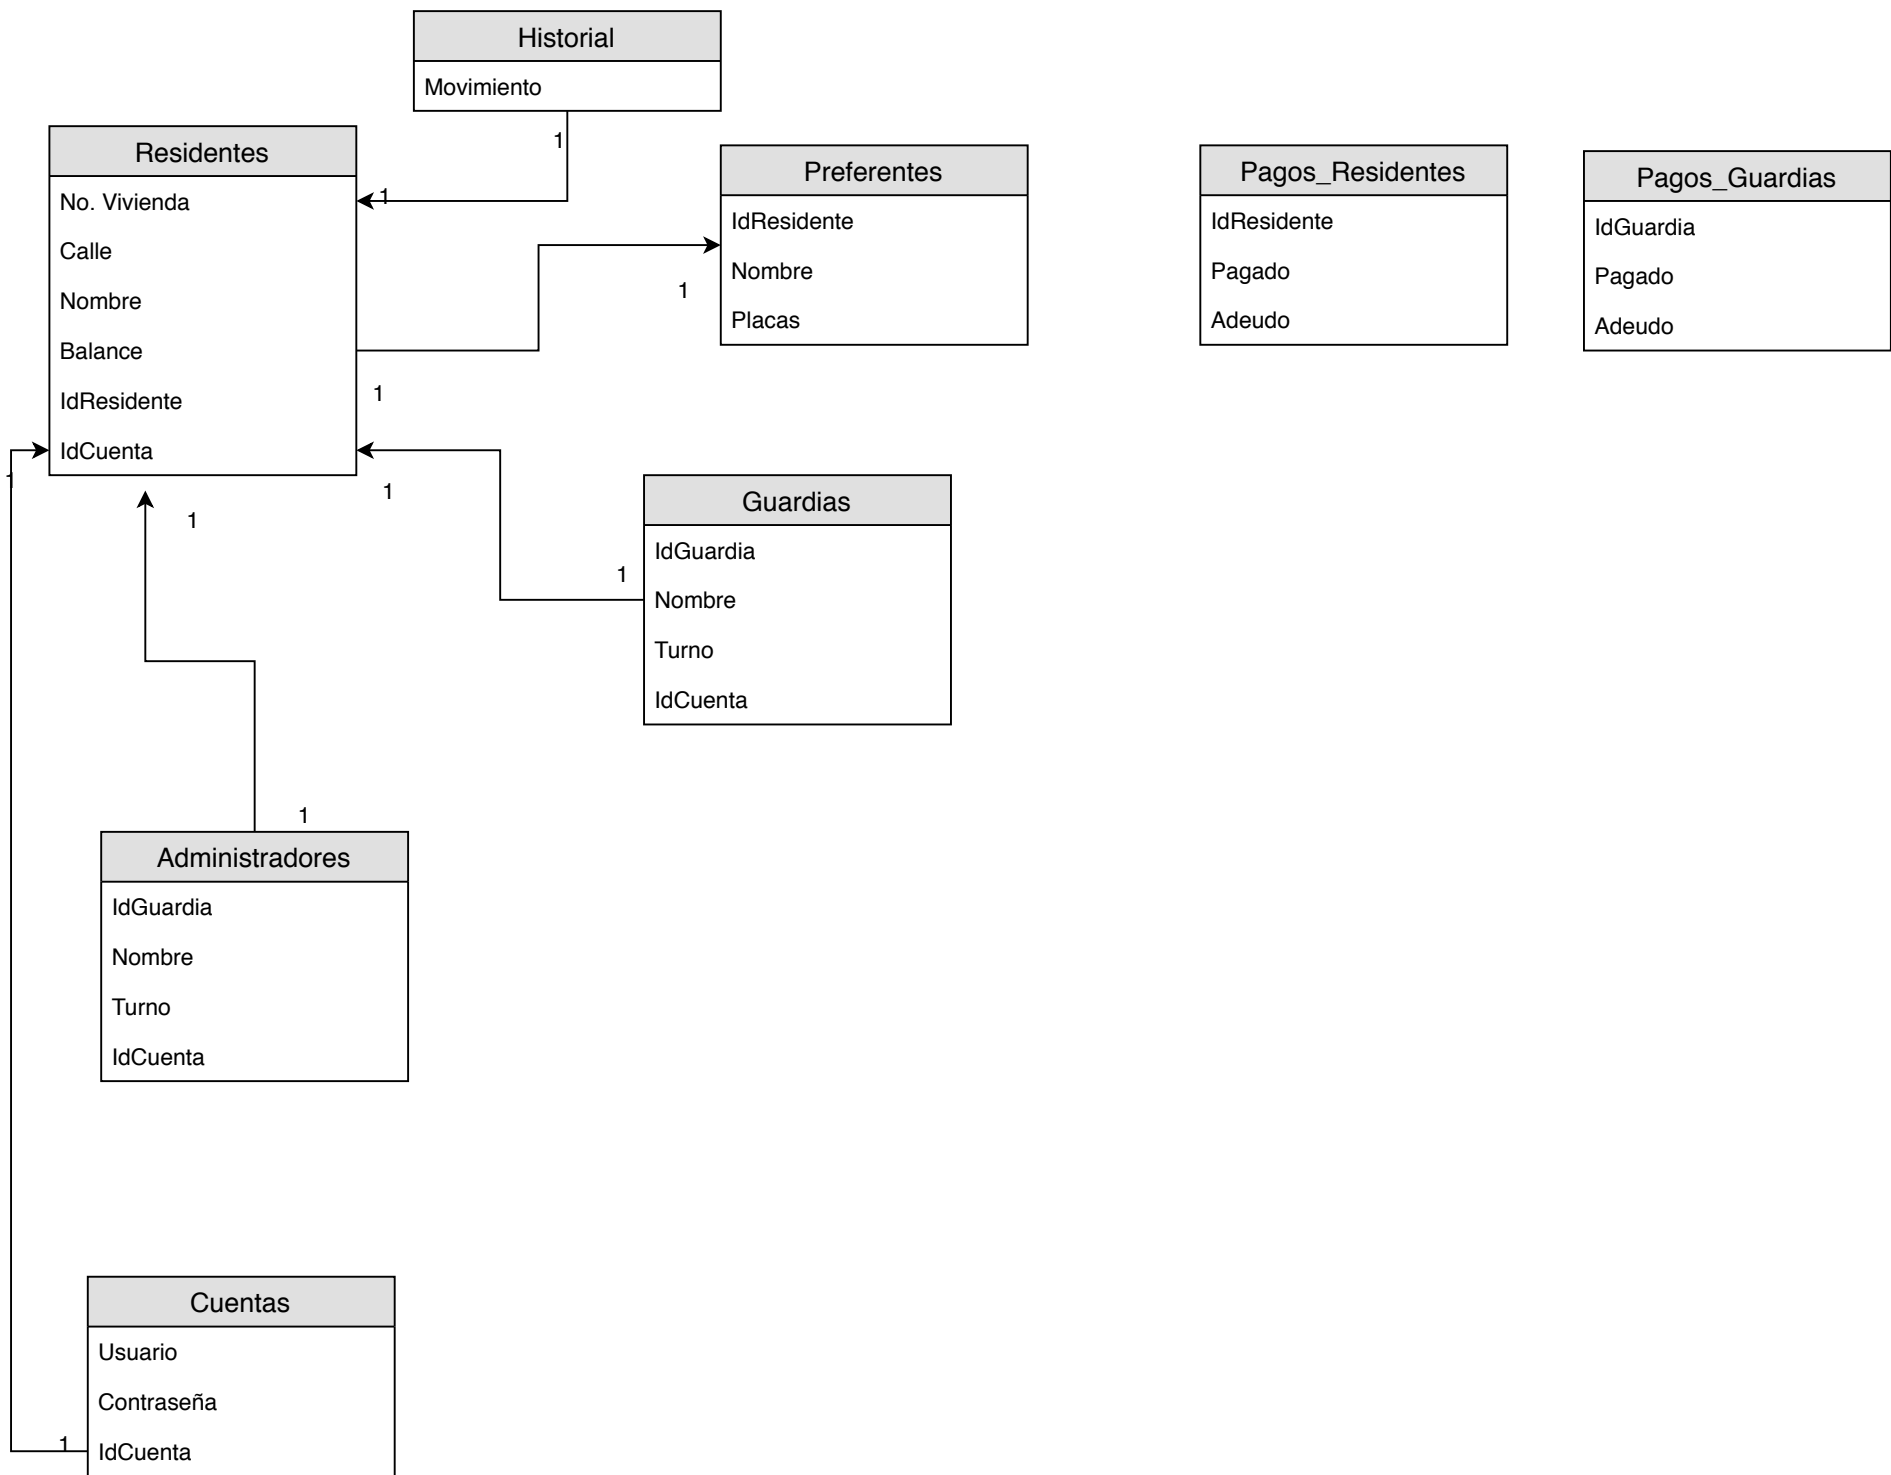 Historial
Movimiento
1
1
Residentes
No. Vivienda
Calle
Nombre
Balance
IdResidente
IdCuenta
1
1
1
1
Preferentes
IdResidente
Nombre
Placas
1
Pagos_Residentes
IdResidente
Pagado
Adeudo
Pagos_Guardias
IdGuardia
Pagado
Adeudo
Guardias
IdGuardia
Nombre
Turno
IdCuenta
1
1
Administradores
IdGuardia
Nombre
Turno
IdCuenta
Cuentas
Usuario
Contraseña
IdCuenta
1